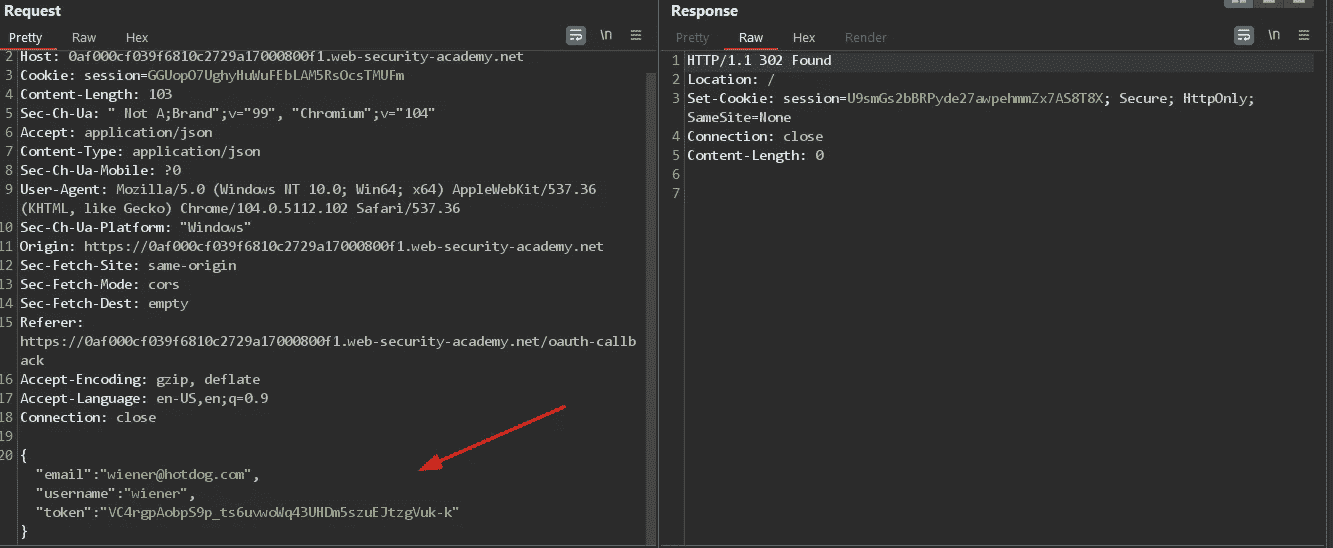 Request
Pretty Raw Hex
\n
2 Host: 0af000cf039f6810c2729a17000800f1.web-security-academy.net
3 Cookie: session=GGUopO7UghyHuWuFEbLAM5RsOcsTMUFm
4 Content-Length: 103
5 Sec-Ch-Ua: " Not A;Brand";v="99", "Chromium";v="104"
6 Accept: application/json
7 Content-Type: application/json
8 Sec-Ch-Ua-Mobile: ?0
9 User-Agent: Mozilla/5.0 (Windows NT 10.0; Win64; x64) AppleWebKit/537.36
(KHTML, like Gecko) Chrome/104.0.5112.102 Safari/537.36
10 Sec-Ch-Ua-Platform: "Windows"
11 Origin: https://0af000cf039f6810c2729a17000800f1.web-security-academy.net
12 Sec-Fetch-Site: same-origin
13 Sec-Fetch-Mode: cors
14 Sec-Fetch-Dest: empty
15 Referer:
https://0af000cf039f6810c2729a17000800f1.web-security-academy.net/oauth-callb
ack
16 Accept-Encoding: gzip, deflate
17 Accept-Language: en-US,en;q=0.9
18 Connection: close
19
20 {
"email":"wiener@hotdog.com",
"username":"wiener",
"token":"VC4rgpAobpS9p_ts6uvwoWq43UHDm5szuEJtzgVuk-k"
}
Response
Pretty Raw Hex Render
\n
1 HTTP/1.1 302 Found
2 Location: /
3 Set-Cookie: session=U9smGs2bBRPyde27awpehmmZx7AS8T8X; Secure; HttpOnly;
SameSite=None
4 Connection: close
5 Content-Length: 0
6
7